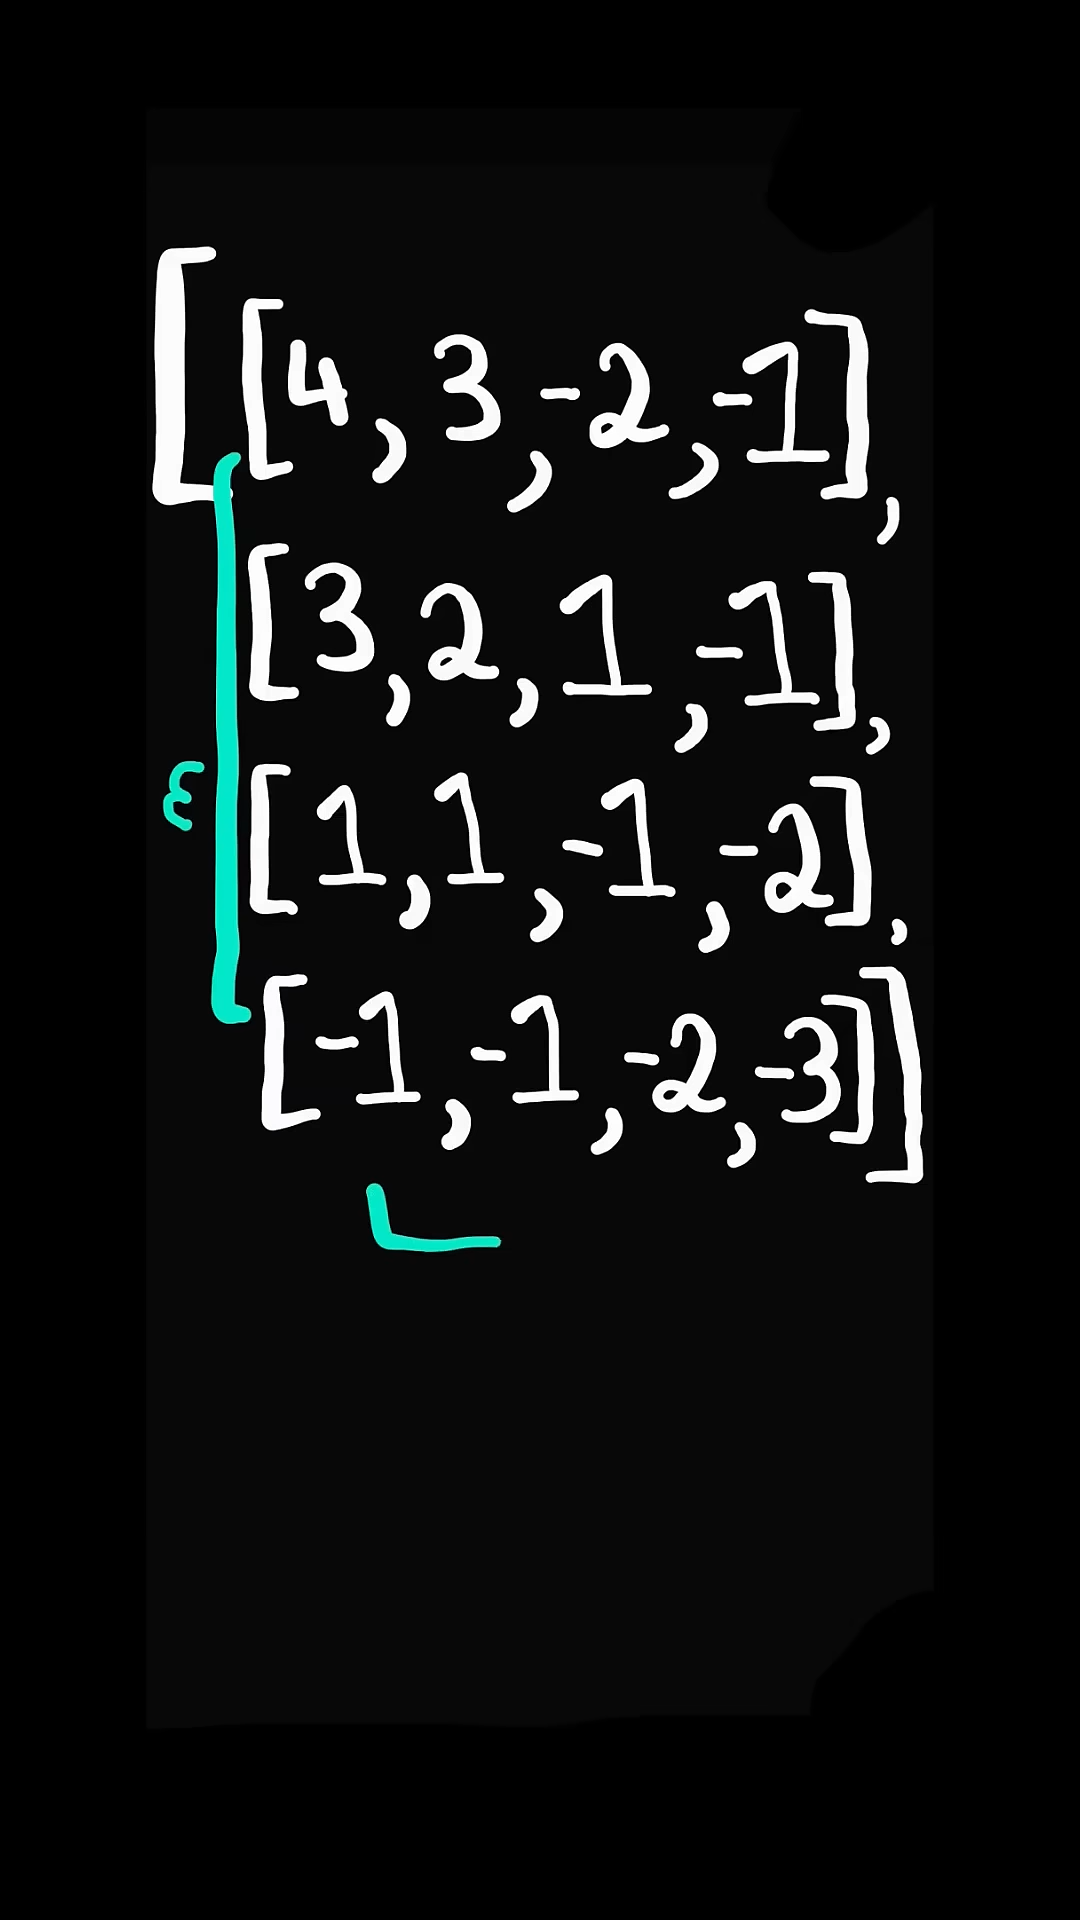 [[4, 3, -2, -1],
[3, 2, 1, -1],
[1, 1, -1, -2],
[-1, -1, -2, -3]]